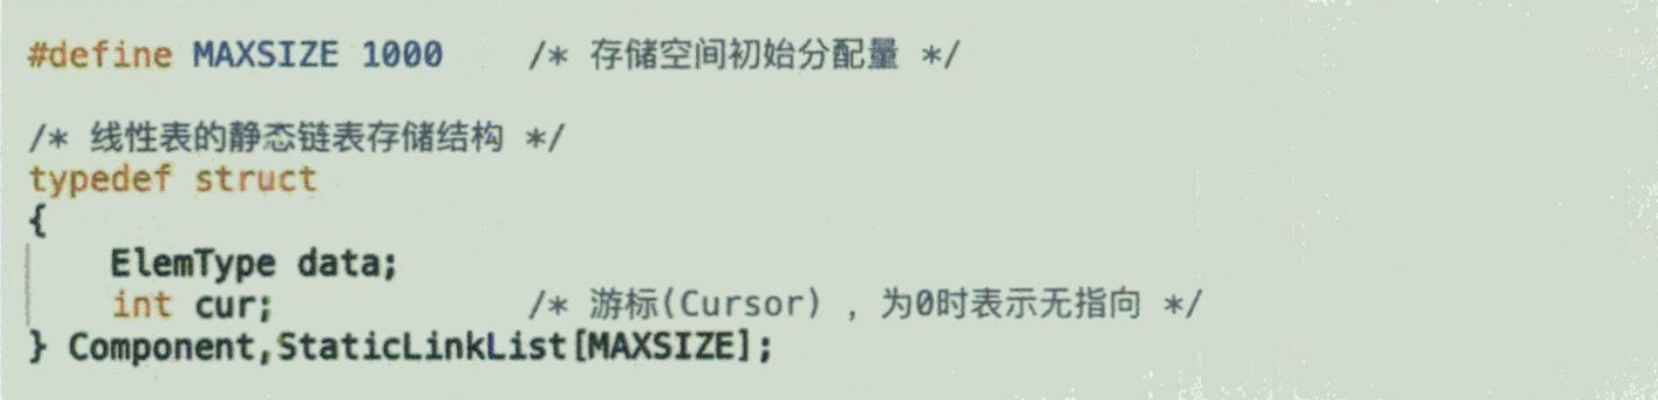 #define MAXSIZE 1000    /* 存储空间初始分配量 */
/* 线性表的静态链表存储结构 */
typedef struct
{
    ElemType data;
    int cur;            /* 游标(Cursor) , 为0时表示无指向 */
} Component,StaticLinkList[MAXSIZE];